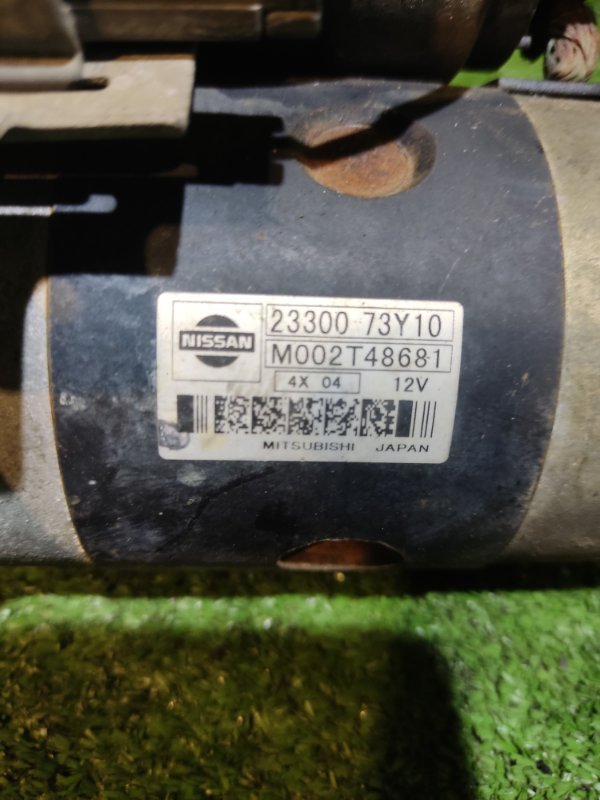 NISSAN
23300 73Y10
M002T48681
4X 04 12V
MITSUBISHI JAPAN